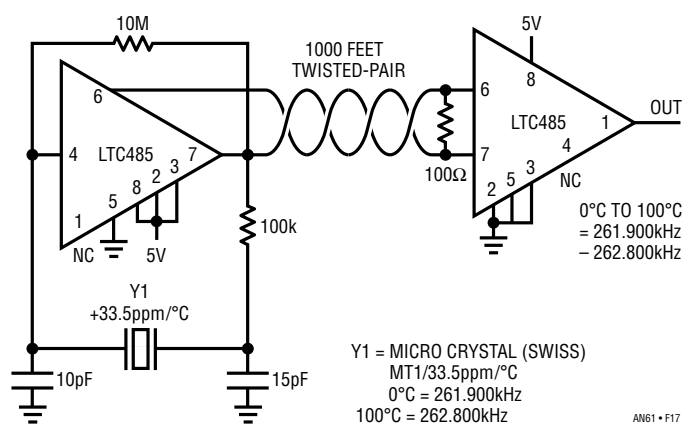 10M
1000 FEET
TWISTED-PAIR
5V
6
8
6
LTC485
OUT
1
4
LTC485
7
7
4
3
2
8
5
1
NC
5V
100Ω
2
5
3
NC
100k
0°C TO 100°C
= 261.900kHz
– 262.800kHz
Y1
+33.5ppm/°C
10pF
15pF
Y1 = MICRO CRYSTAL (SWISS)
MT1/33.5ppm/°C
0°C = 261.900kHz
100°C = 262.800kHz
AN61 • F17